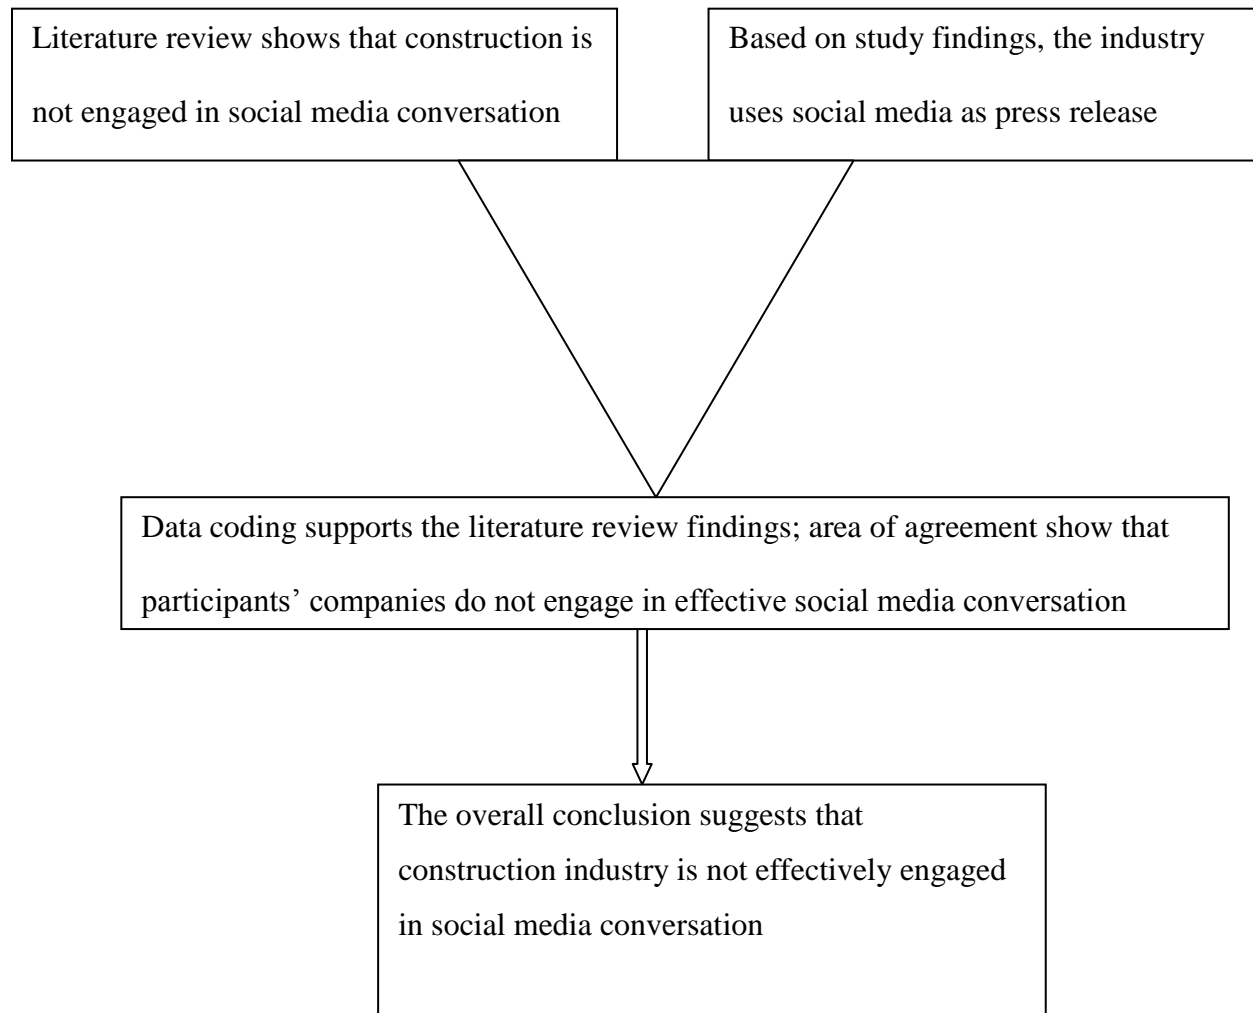 Literature review shows that construction is
not engaged in social media conversation
Based on study findings, the industry
uses social media as press release
Data coding supports the literature review findings; area of agreement show that
participants’ companies do not engage in effective social media conversation
The overall conclusion suggests that
construction industry is not effectively engaged
in social media conversation